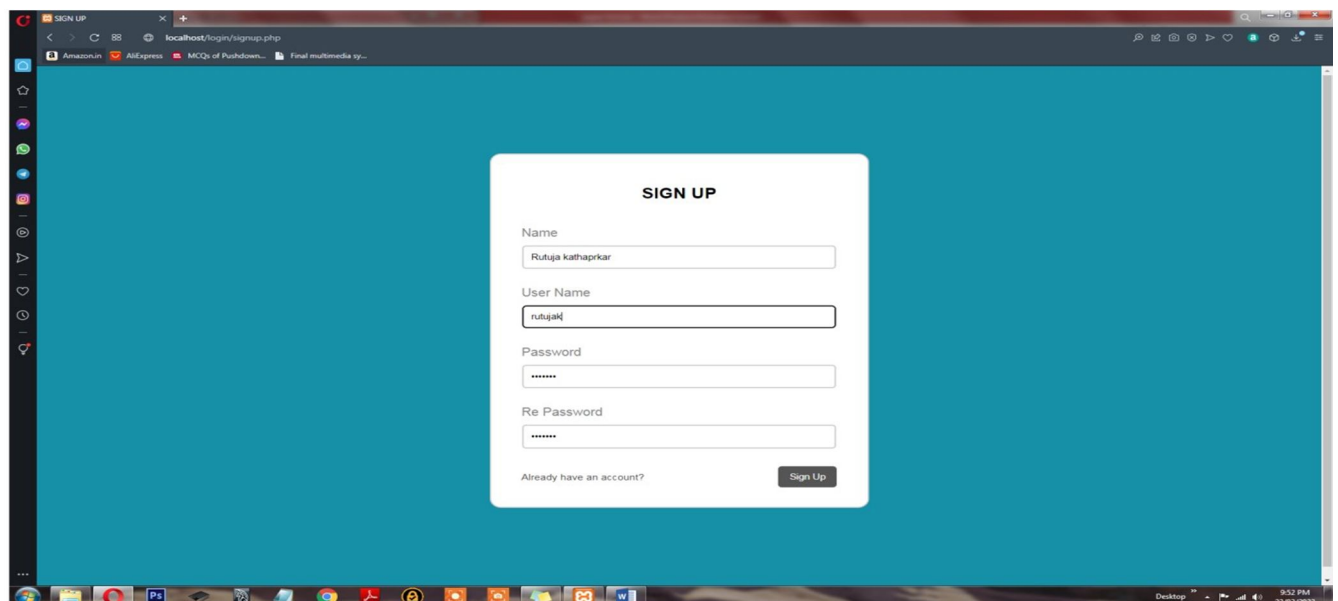 SIGN UP
localhost/login/signup.php
a Amazon.in AliExpress MCQs of Pushdown... Final multimedia sy...
SIGN UP
Name
Rutuja kathaprkar
User Name
rutujak
Password
•••••••
Re Password
•••••••
Already have an account? Sign Up
Ps
Desktop 9:52 PM